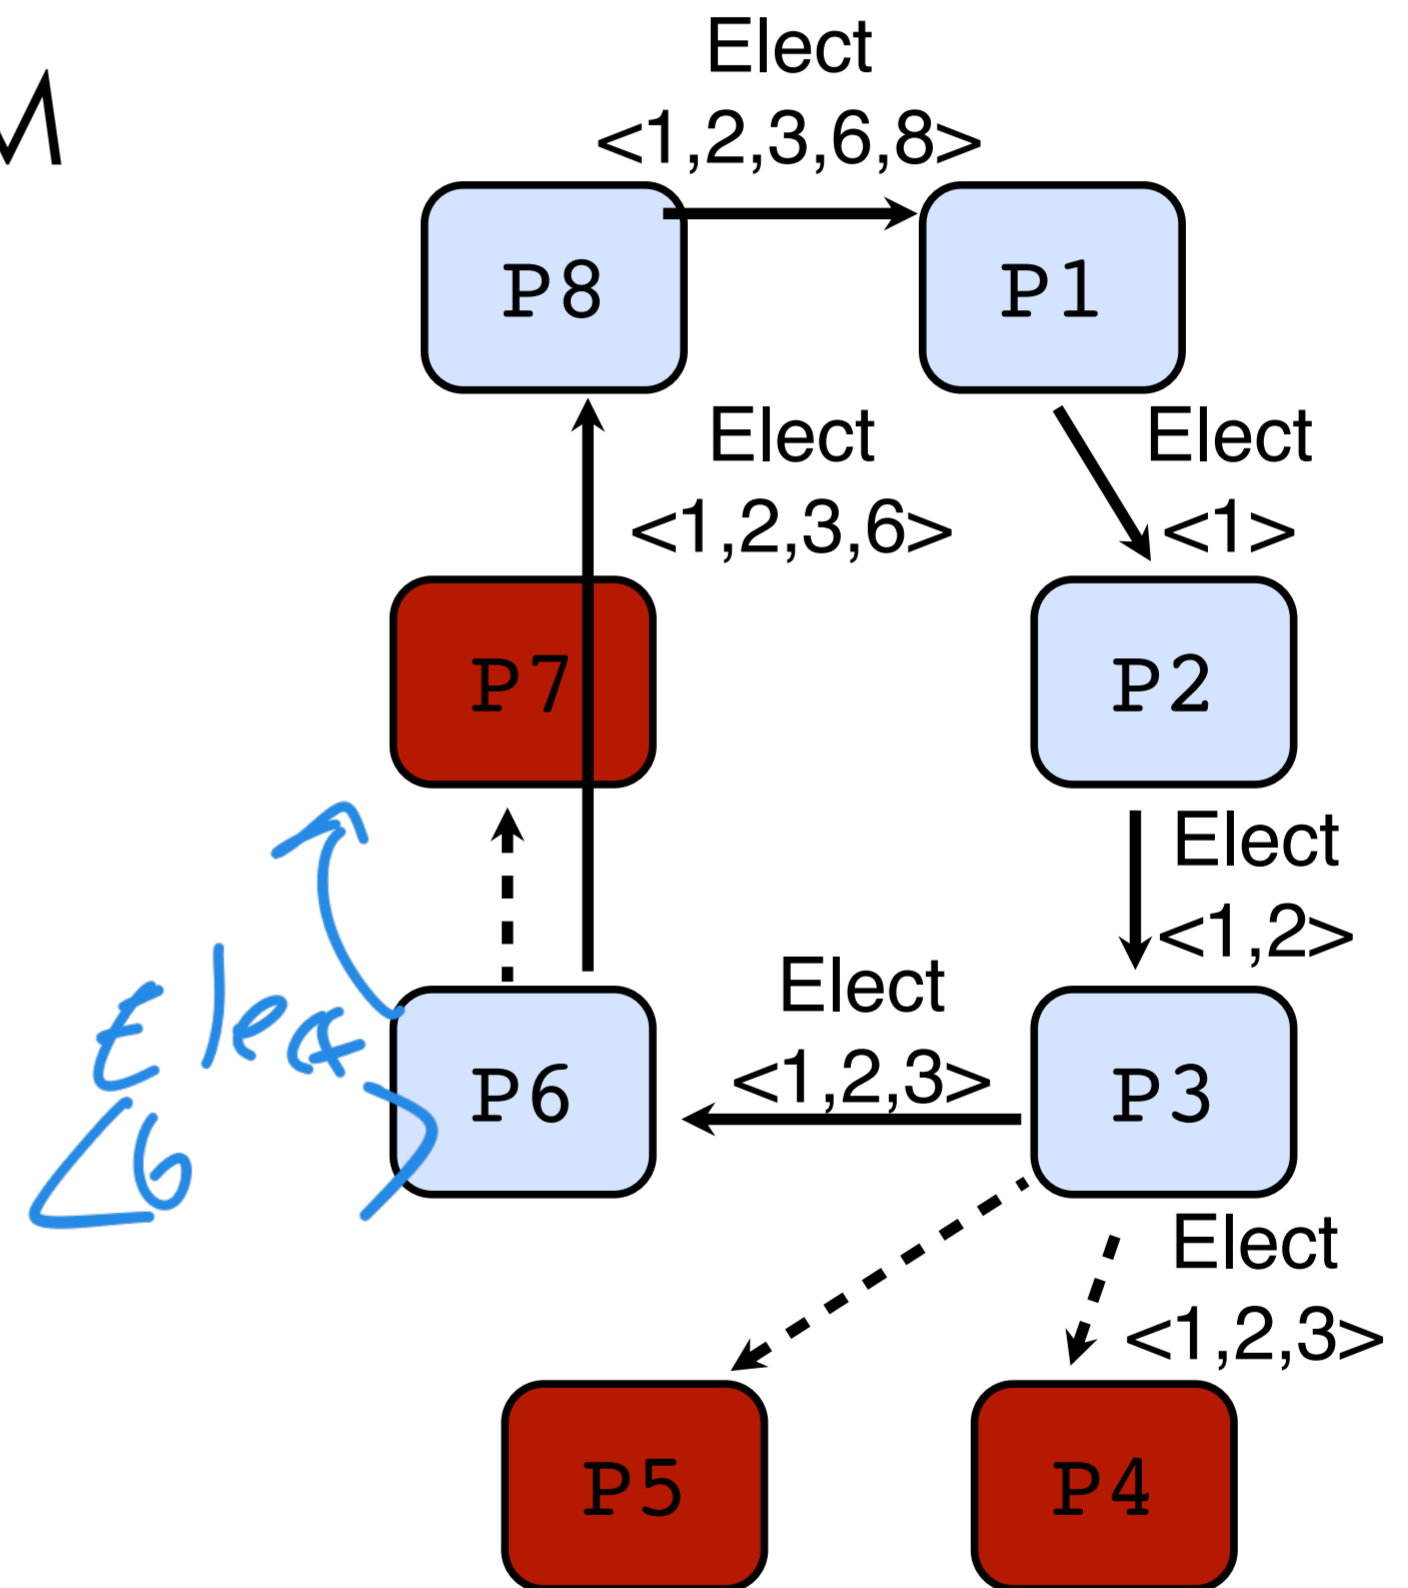 M
Elect
<1,2,3,6,8>
P8
P1
Elect
<1,2,3,6>
Elect
<1>
P7
P2
Elect
<1,2>
Elect
<1,2,3>
Elect
<6 >
P6
P3
Elect
<1,2,3>
P5
P4